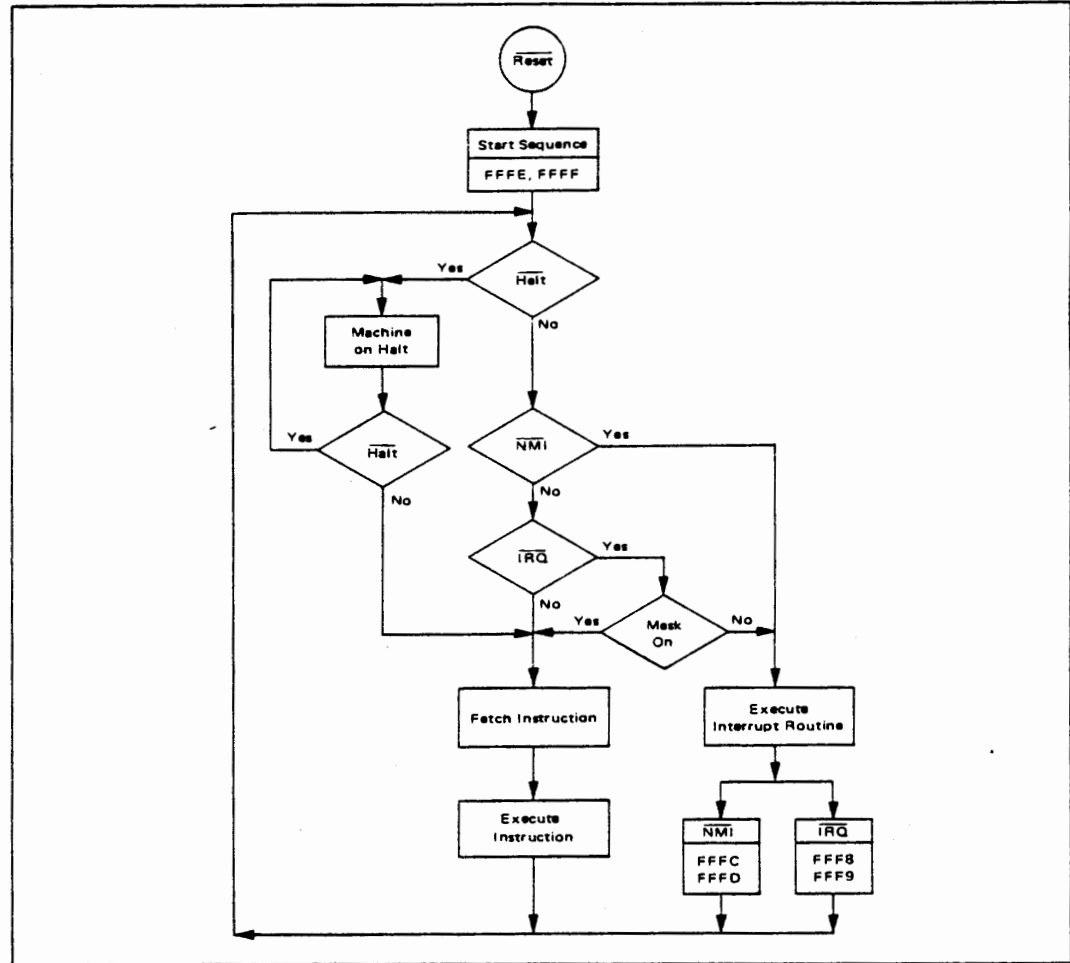 Reset
Start Sequence
FFFE, FFFF
Halt
Yes
No
Machine
on Halt
Halt
Yes
No
NMI
Yes
No
IRQ
Yes
No
Mask
On
Yes
No
Fetch Instruction
Execute
Interrupt Routine
Execute
Instruction
NMI
FFFC
FFFD
IRQ
FFF8
FFF9